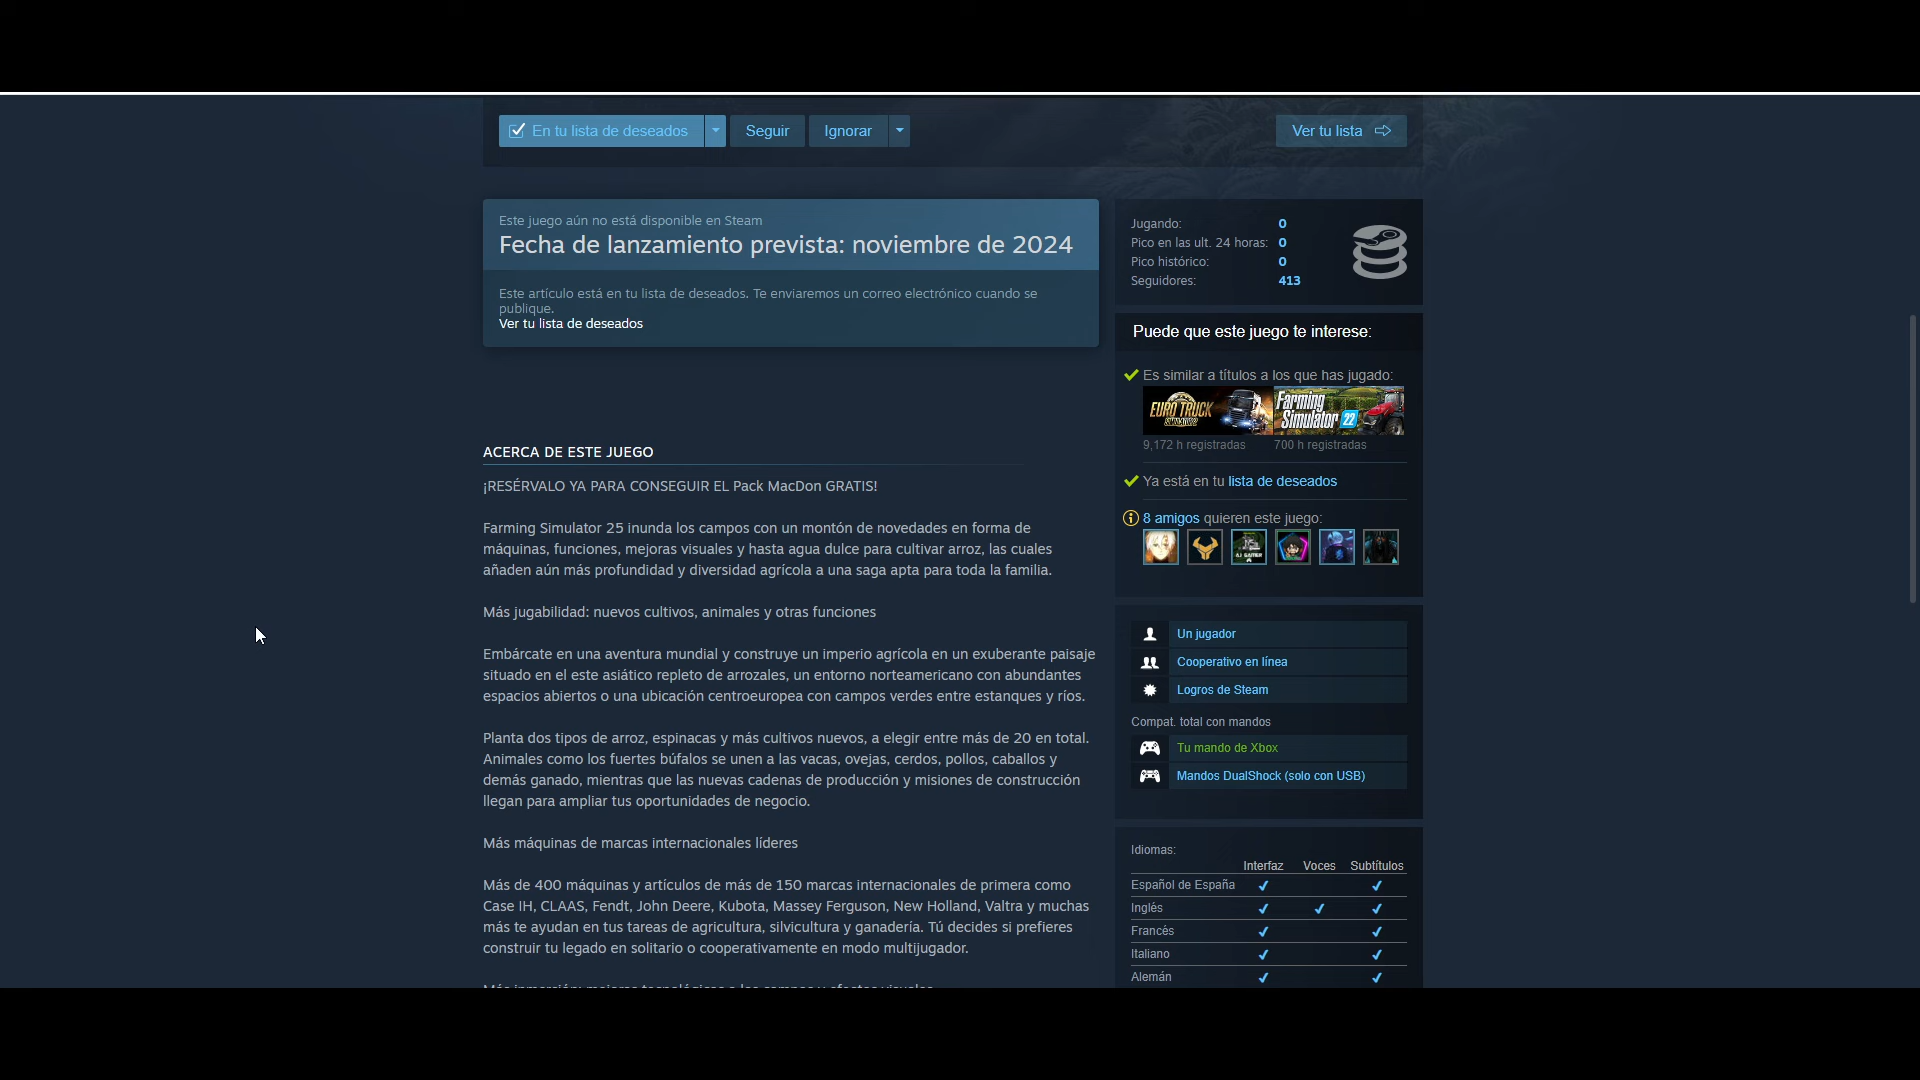 En tu lista de deseados
Seguir
Ignorar
Ver tu lista
Este juego aún no está disponible en Steam
Fecha de lanzamiento prevista: noviembre de 2024
Este artículo está en tu lista de deseados. Te enviaremos un correo electrónico cuando se
publique.
Ver tu lista de deseados
ACERCA DE ESTE JUEGO
¡RESÉRVALO YA PARA CONSEGUIR EL Pack MacDon GRATIS!
Farming Simulator 25 inunda los campos con un montón de novedades en forma de
máquinas, funciones, mejoras visuales y hasta agua dulce para cultivar arroz, las cuales
añaden aún más profundidad y diversidad agrícola a una saga apta para toda la familia.
Más jugabilidad: nuevos cultivos, animales y otras funciones
Embárcate en una aventura mundial y construye un imperio agrícola en un exuberante paisaje
situado en el este asiático repleto de arrozales, un entorno norteamericano con abundantes
espacios abiertos o una ubicación centroeuropea con campos verdes entre estanques y ríos.
Planta dos tipos de arroz, espinacas y más cultivos nuevos, a elegir entre más de 20 en total.
Animales como los fuertes búfalos se unen a las vacas, ovejas, cerdos, pollos, caballos y
demás ganado, mientras que las nuevas cadenas de producción y misiones de construcción
llegan para ampliar tus oportunidades de negocio.
Más máquinas de marcas internacionales líderes
Más de 400 máquinas y artículos de más de 150 marcas internacionales de primera como
Case IH, CLAAS, Fendt, John Deere, Kubota, Massey Ferguson, New Holland, Valtra y muchas
más te ayudan en tus tareas de agricultura, silvicultura y ganadería. Tú decides si prefieres
construir tu legado en solitario o cooperativamente en modo multijugador.
Jugando: 0
Pico en las ult. 24 horas: 0
Pico histórico: 0
Seguidores: 413
Puede que este juego te interese:
Es similar a títulos a los que has jugado:
EURO TRUCK
SIMULATOR 2
Farming
Simulator 22
9,172 h registradas
700 h registradas
Ya está en tu lista de deseados
8 amigos quieren este juego:
Un jugador
Cooperativo en línea
Logros de Steam
Compat. total con mandos
Tu mando de Xbox
Mandos DualShock (solo con USB)
Idiomas:
Interfaz Voces Subtítulos
Español de España
Inglés
Francés
Italiano
Alemán